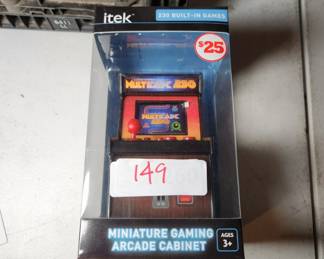 itek
230 BUILT-IN GAMES
$25
149
MINIATURE GAMING
ARCADE CABINET
AGES
3+